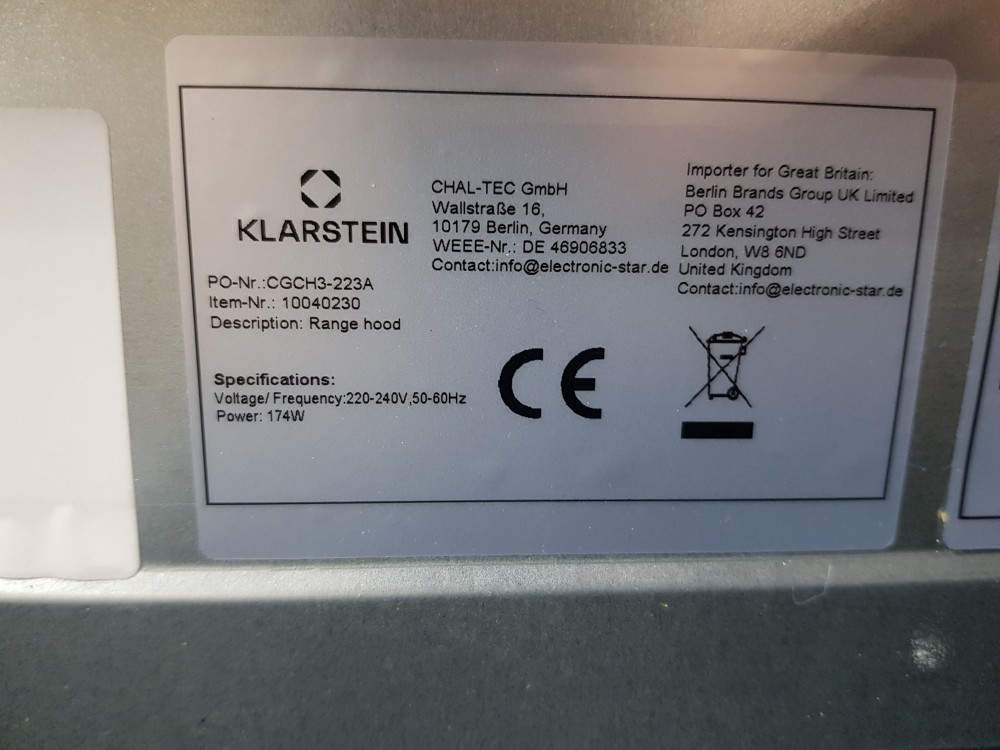 KLARSTEIN
PO-Nr.:CGCH3-223A
Item-Nr.: 10040230
Description: Range hood
Specifications:
Voltage/ Frequency:220-240V,50-60Hz
Power: 174W
CHAL-TEC GmbH
Wallstraße 16,
10179 Berlin, Germany
WEEE-Nr.: DE 46906833
Contact:info@electronic-star.de
Importer for Great Britain:
Berlin Brands Group UK Limited
PO Box 42
272 Kensington High Street
London, W8 6ND
United Kingdom
Contact:info@electronic-star.de
CE